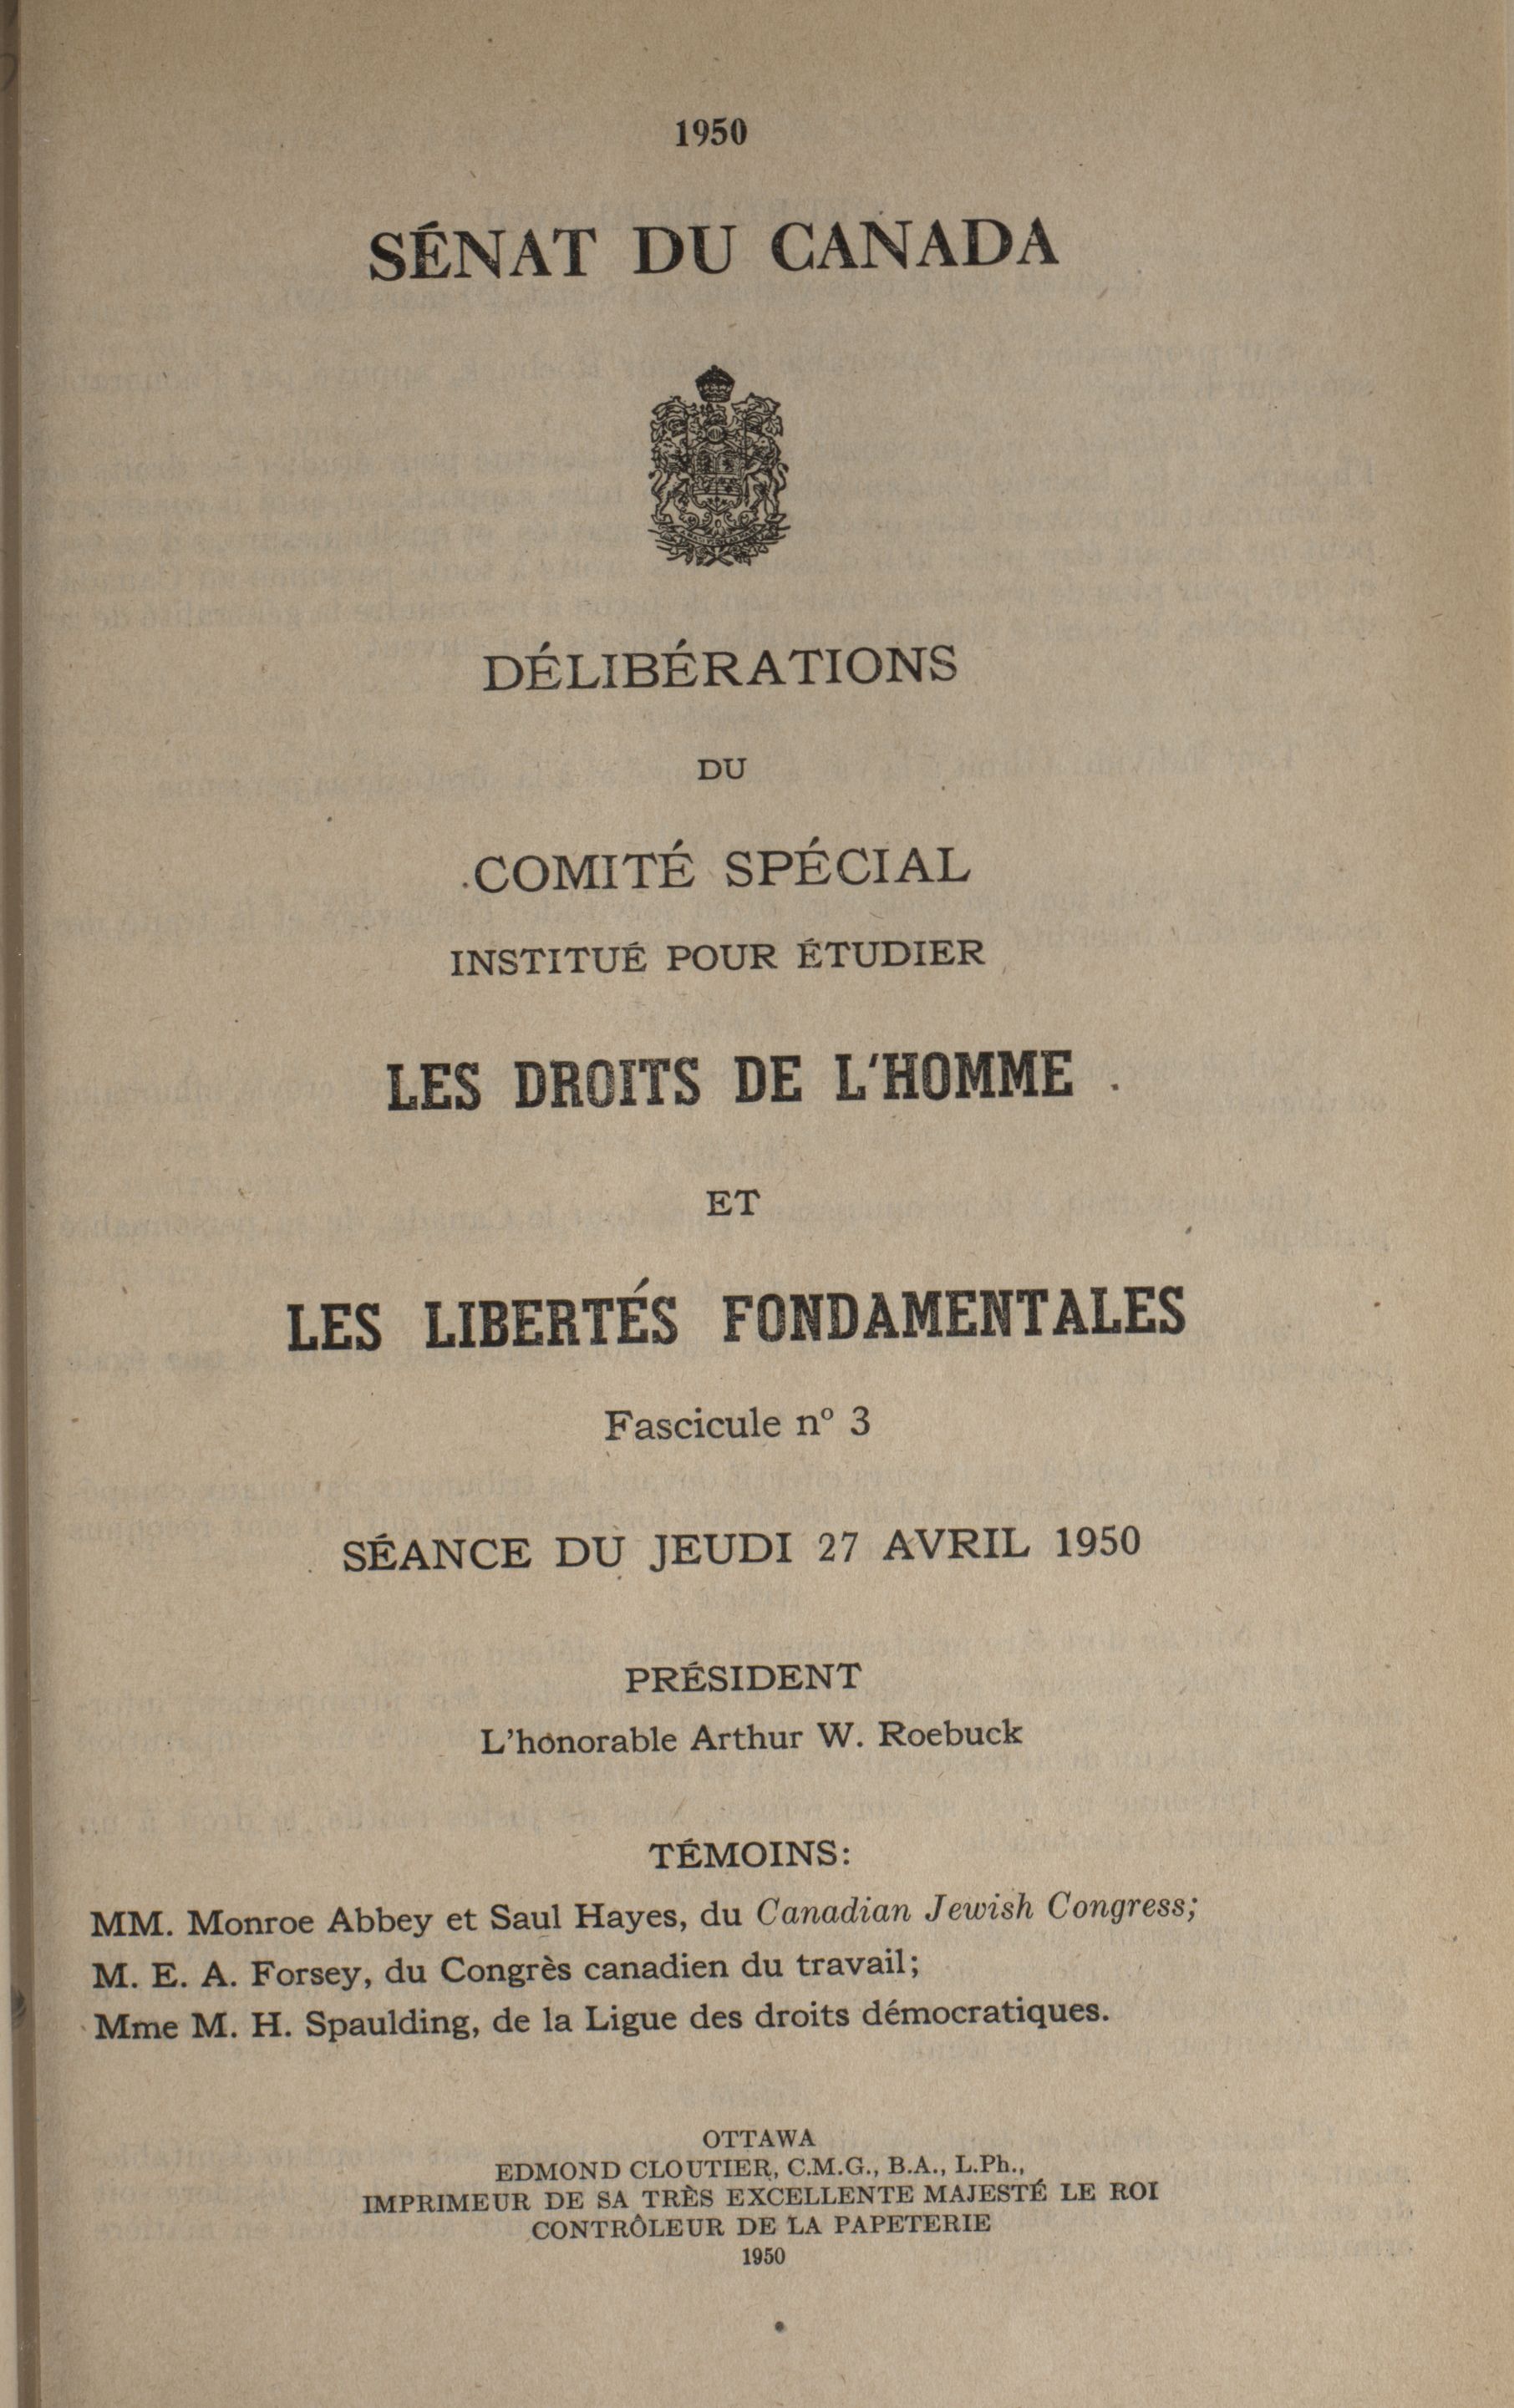 1950
SÉNAT DU CANADA
DÉLIBÉRATIONS
DU
COMITÉ SPÉCIAL
INSTITUÉ POUR ÉTUDIER
LES DROITS DE L'HOMME
ET
LES LIBERTÉS FONDAMENTALES
Fascicule nº 3
SÉANCE DU JEUDI 27 AVRIL 1950
PRÉSIDENT
L'honorable Arthur W. Roebuck
TÉMOINS:
MM. Monroe Abbey et Saul Hayes, du Canadian Jewish Congress;
M. E. A. Forsey, du Congrès canadien du travail;
Mme M. H. Spaulding, de la Ligue des droits démocratiques.
OTTAWA
EDMOND CLOUTIER, C.M.G., B.A., L.Ph.,
IMPRIMEUR DE SA TRÈS EXCELLENTE MAJESTÉ LE ROI
CONTRÔLEUR DE LA PAPETERIE
1950